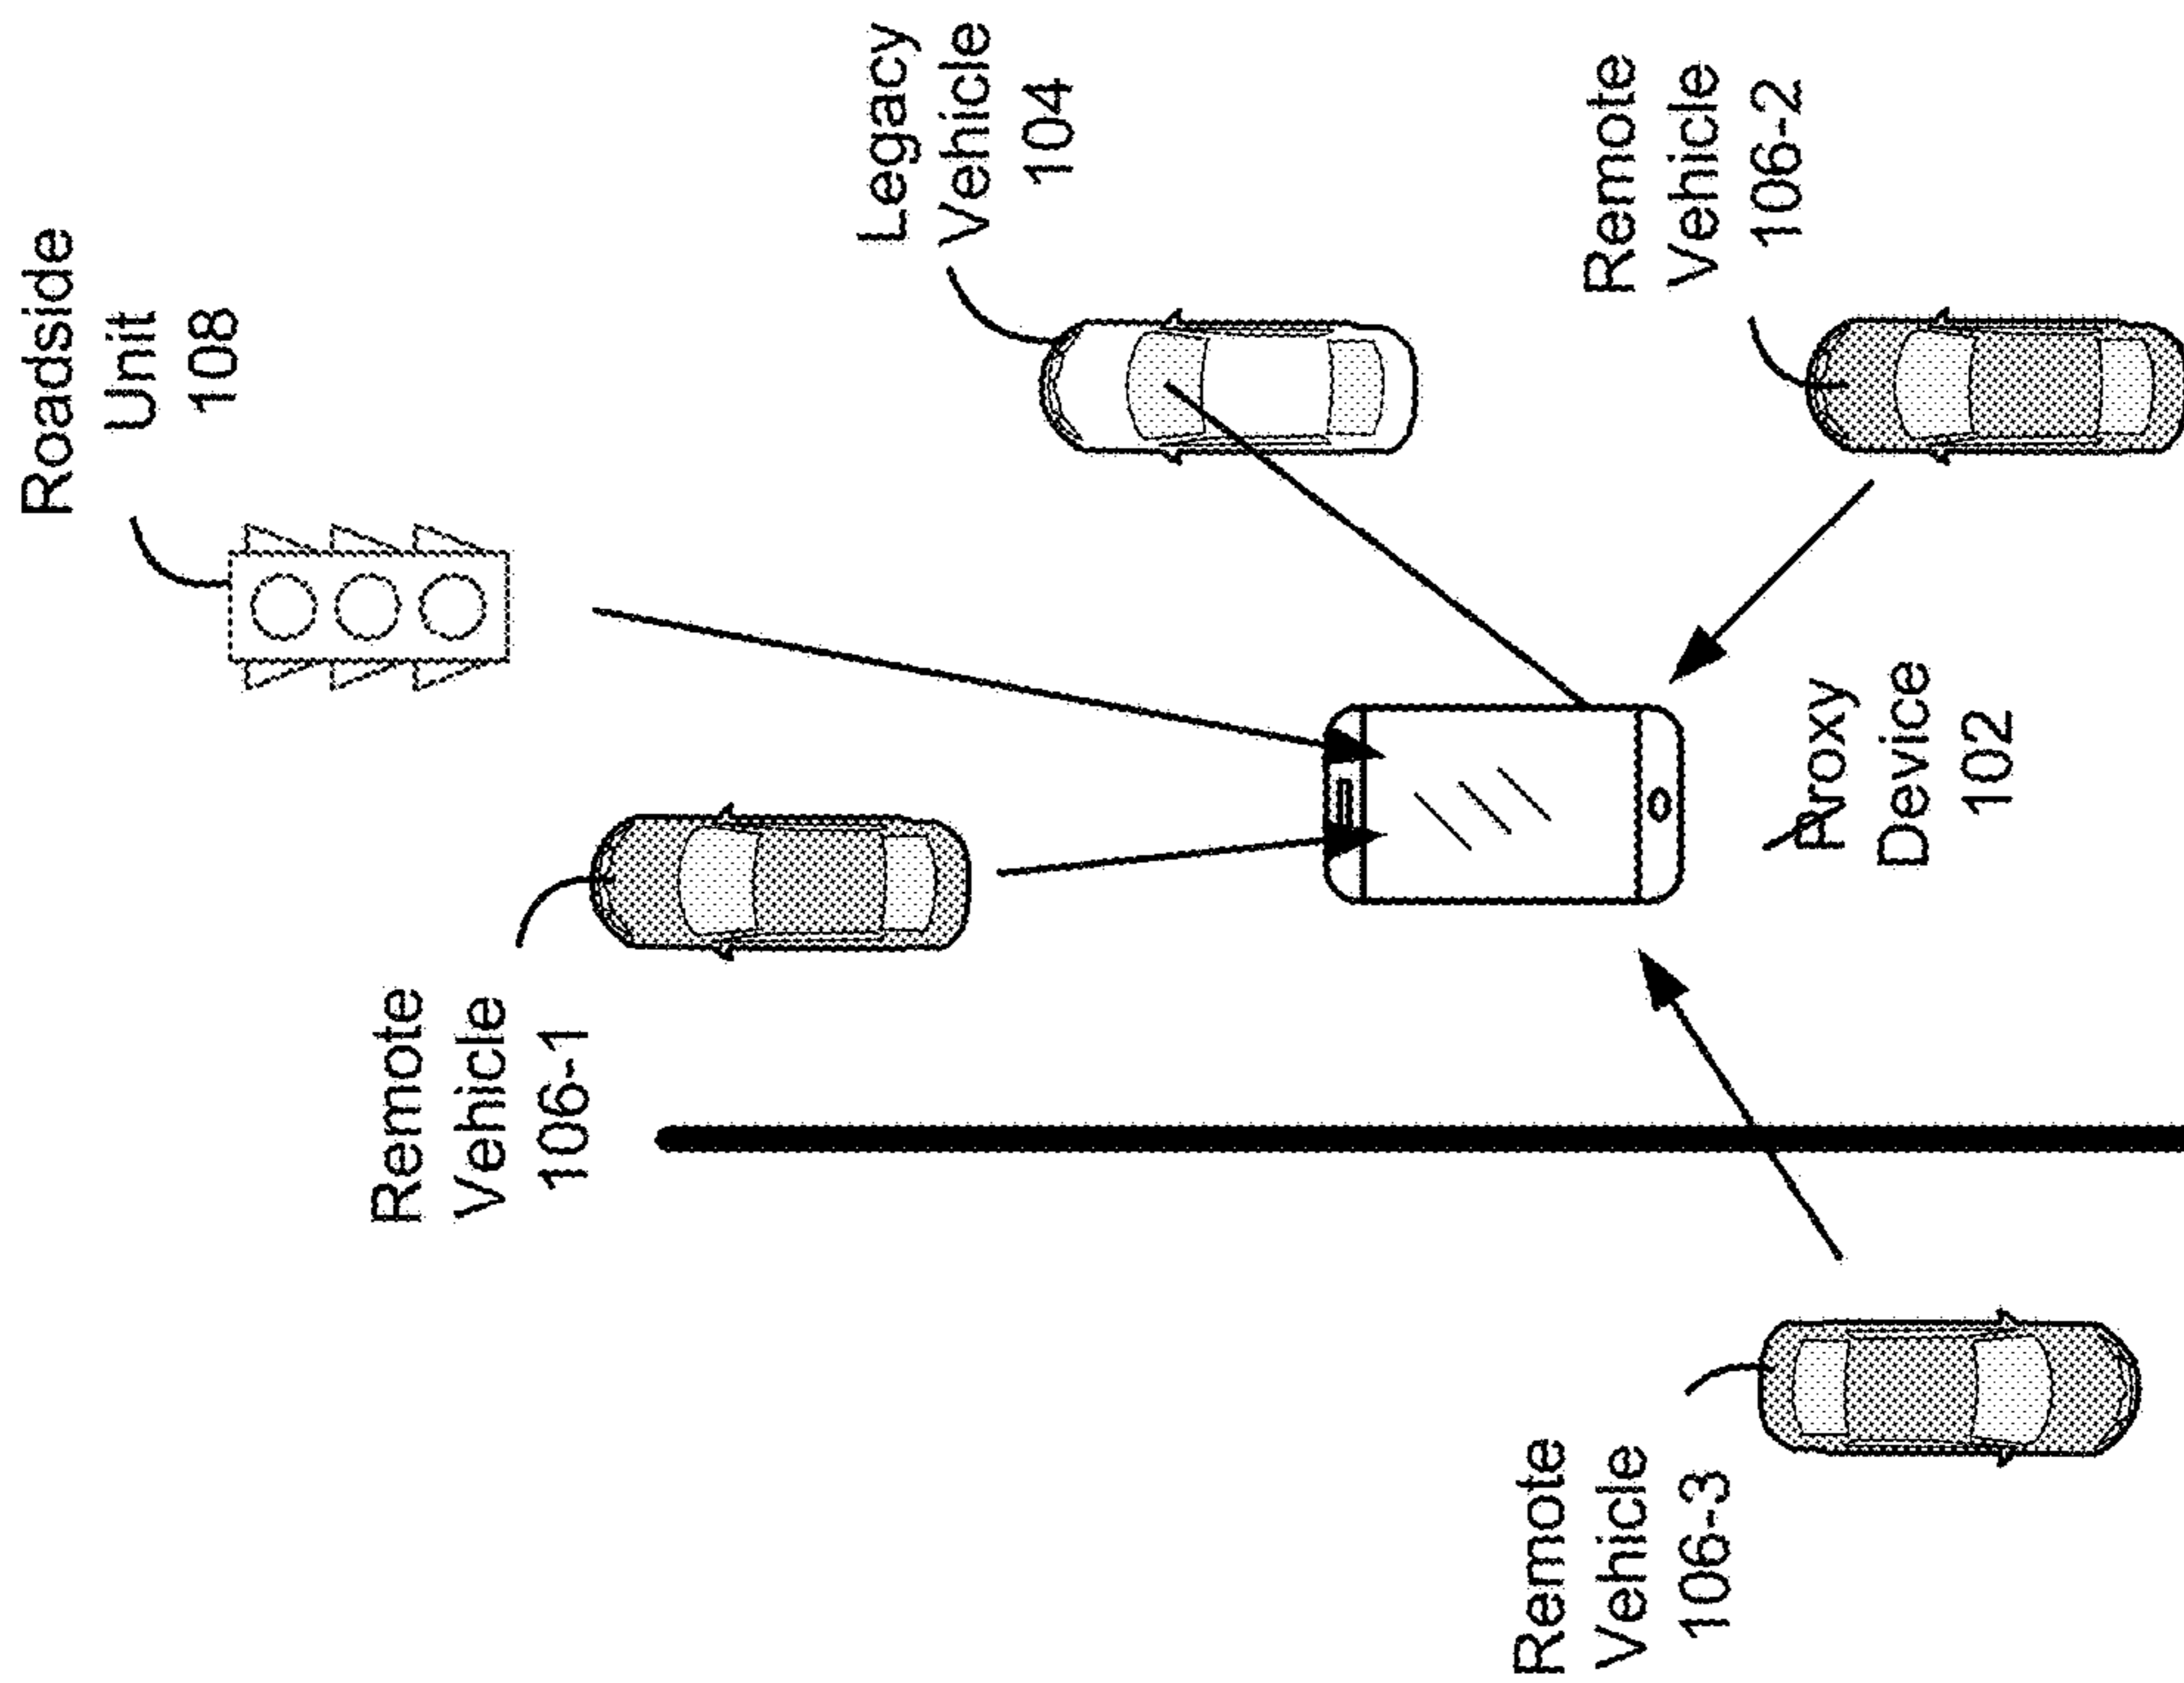 Roadside
Unit
108
Legacy
Vehicle
104
Remote
Vehicle
106-1
Remote
Vehicle
106-2
Proxy
Device
102
Remote
Vehicle
106-3